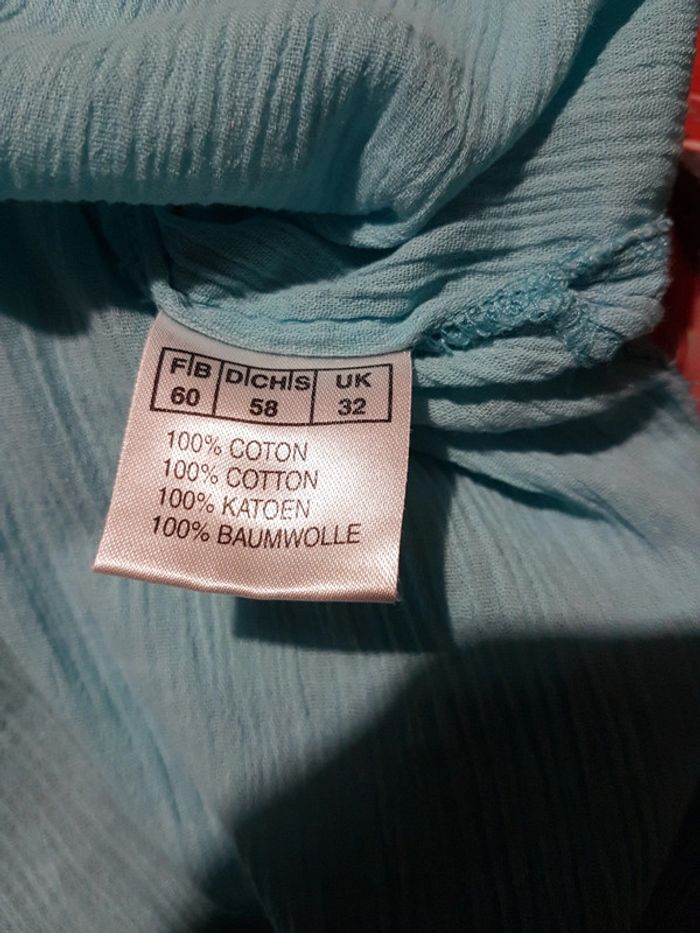 F|B D|CH|S UK
60 58 32
100% COTON
100% COTTON
100% KATOEN
100% BAUMWOLLE